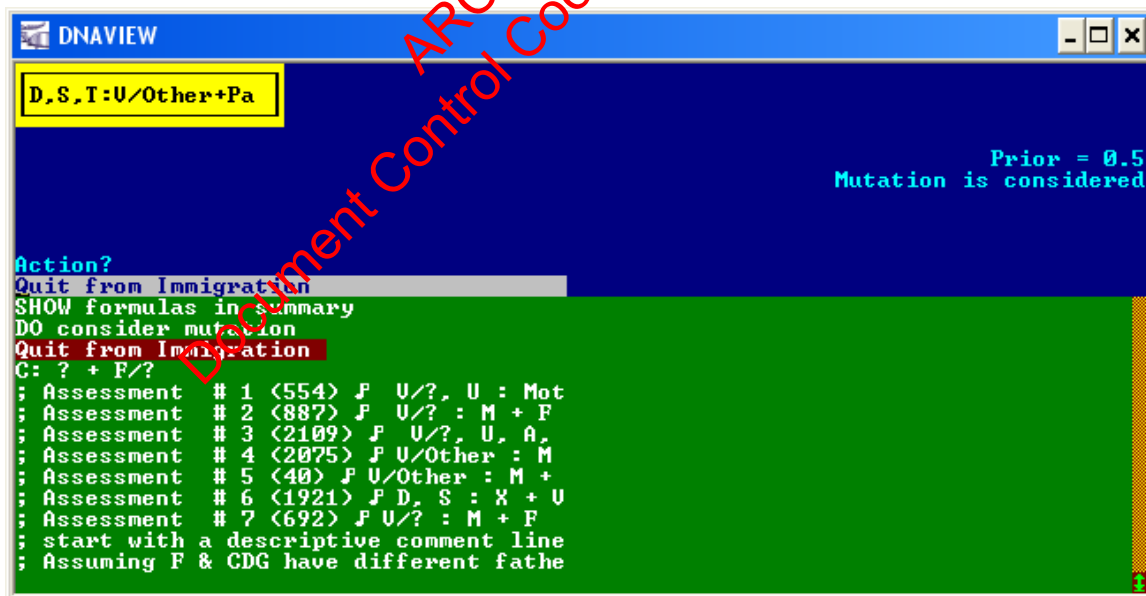 DNAVIEW
D,S,T:V/Other+Pa
Prior = 0.5
Mutation is considered
Action?
Quit from Immigration
SHOW formulas in summary
DO consider mutation
Quit from Immigration
C: ? + F/?
; Assessment # 1 (554) V/?, U : Mot
; Assessment # 2 (887) V/? : M + F
; Assessment # 3 (2109) V/?, U, A,
; Assessment # 4 (2075) V/Other : M
; Assessment # 5 (40) V/Other : M +
; Assessment # 6 (1921) D, S : X + V
; Assessment # 7 (692) V/? : M + F
; start with a descriptive comment line
; Assuming F & CDG have different fathe
Document Control